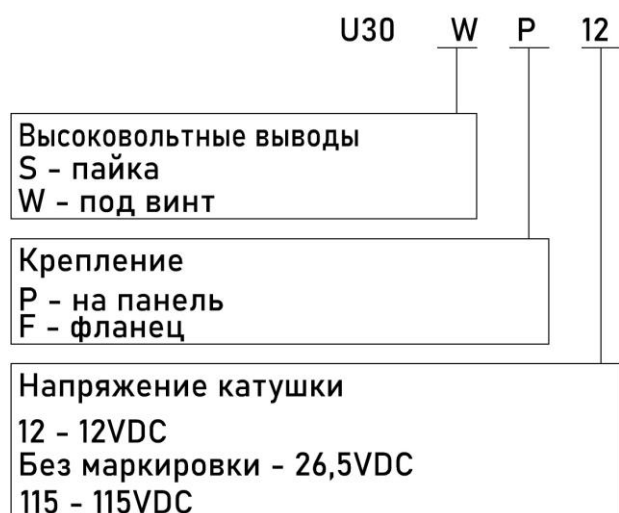 U30 W P 12
Высоковольтные выводы
S - пайка
W - под винт
Крепление
P - на панель
F - фланец
Напряжение катушки
12 - 12VDC
Без маркировки - 26,5VDC
115 - 115VDC